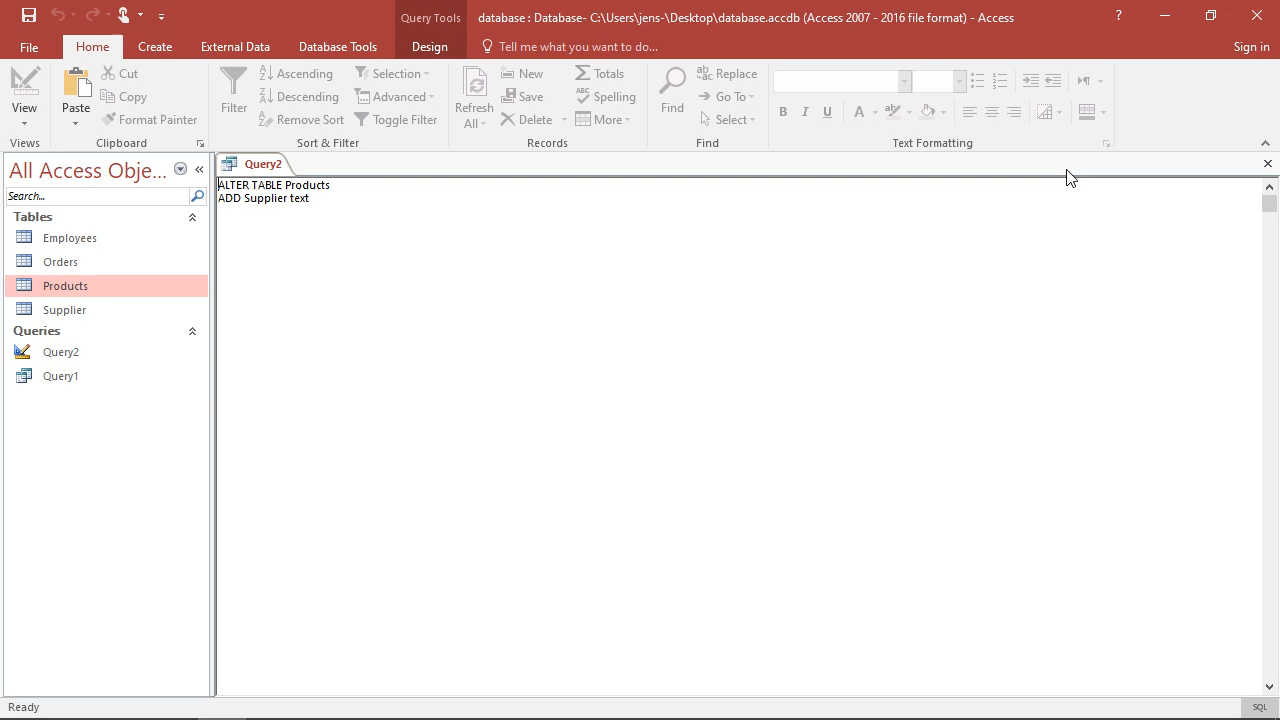 Query Tools
database : Database- C:\Users\jens-\Desktop\database.accdb (Access 2007 - 2016 file format) - Access
?
File
Home
Create
External Data
Database Tools
Design
Tell me what you want to do...
Sign in
View
Views
Paste
Cut
Copy
Format Painter
Clipboard
Filter
Ascending
Descending
Remove Sort
Selection
Advanced
Toggle Filter
Sort & Filter
Refresh
All
New
Save
Delete
Totals
Spelling
More
Records
Find
Replace
Go To
Select
Find
B I U A
Text Formatting
All Access Obje...
Search...
Tables
Employees
Orders
Products
Supplier
Queries
Query2
Query1
Query2
ALTER TABLE Products
ADD Supplier text
Ready
SQL